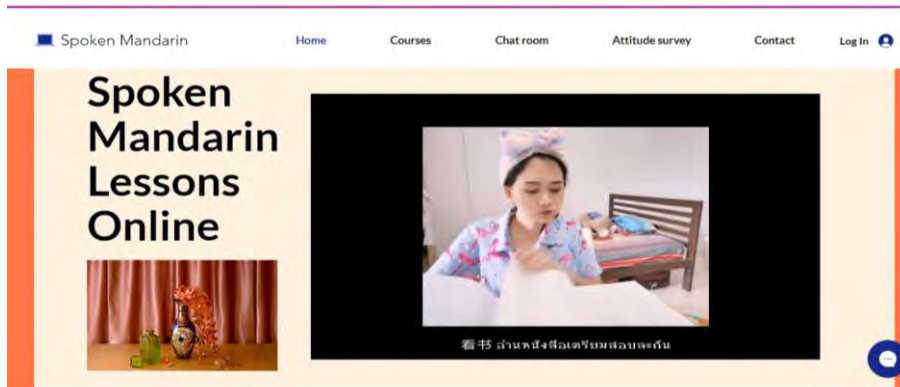 Spoken Mandarin
Home
Courses
Chat room
Attitude survey
Contact
Log In
Spoken
Mandarin
Lessons
Online
看书 อ่านหนังสือเตรียมสอบละกัน